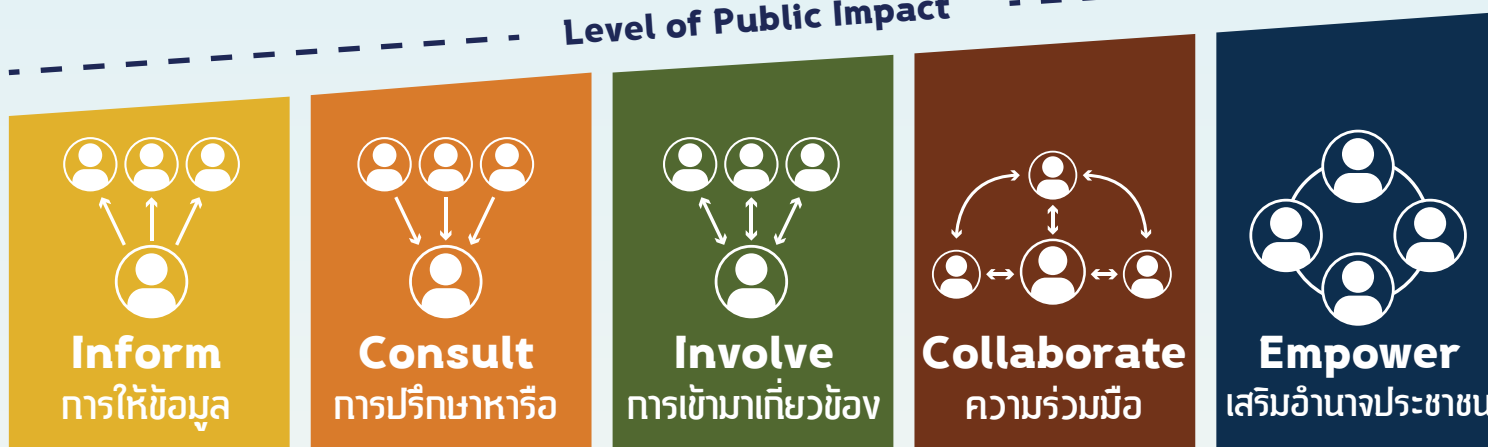 Level of Public Impact
Inform
การให้ข้อมูล
Consult
การปรึกษาหารือ
Involve
การเข้ามาเกี่ยวข้อง
Collaborate
ความร่วมมือ
Empower
เสริมอำนาจประชาชน